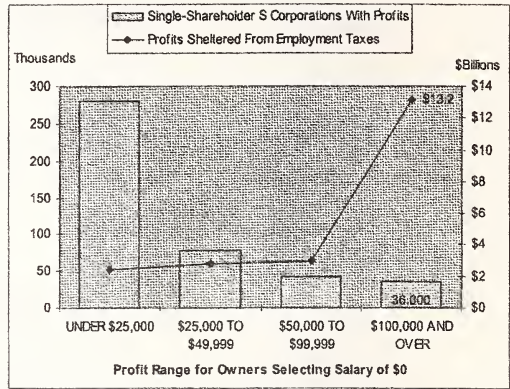 Single-Shareholder S Corporations With Profits
Profits Sheltered From Employment Taxes
Thousands
$Billions
300
250
200
150
100
50
0
$14
$12
$10
$8
$6
$4
$2
$0
$13.2
36,000
UNDER $25,000
$25,000 TO
$49,999
$50,000 TO
$99,999
$100,000 AND
OVER
Profit Range for Owners Selecting Salary of $0